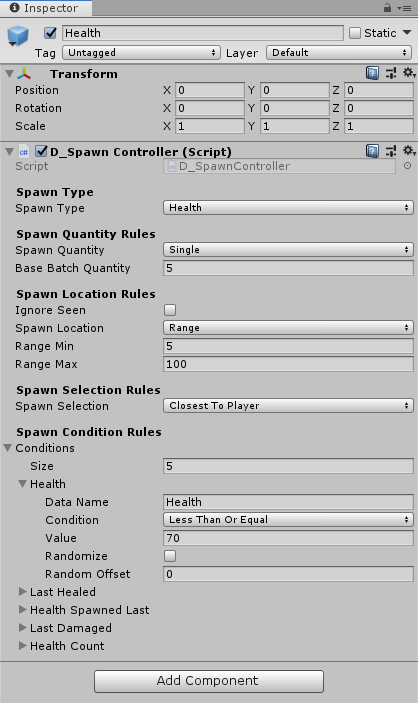 Inspector
Health
Static
Tag Untagged Layer Default
Transform
Position X 0 Y 0 Z 0
Rotation X 0 Y 0 Z 0
Scale X 1 Y 1 Z 1
D_Spawn Controller (Script)
Script D_SpawnController
Spawn Type
Spawn Type Health
Spawn Quantity Rules
Spawn Quantity Single
Base Batch Quantity 5
Spawn Location Rules
Ignore Seen
Spawn Location Range
Range Min 5
Range Max 100
Spawn Selection Rules
Spawn Selection Closest To Player
Spawn Condition Rules
Conditions
Size 5
Health
Data Name Health
Condition Less Than Or Equal
Value 70
Randomize
Random Offset 0
Last Healed
Health Spawned Last
Last Damaged
Health Count
Add Component